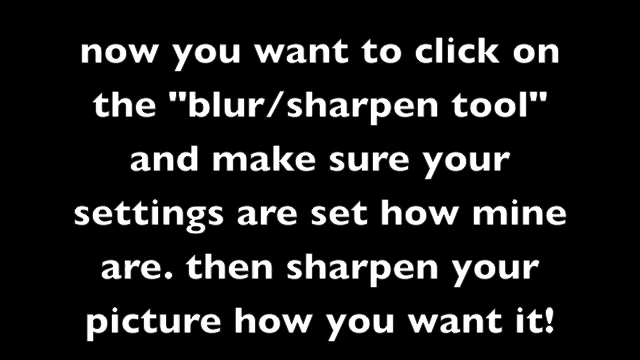 now you want to click on
the "blur/sharpen tool"
and make sure your
settings are set how mine
are. then sharpen your
picture how you want it!